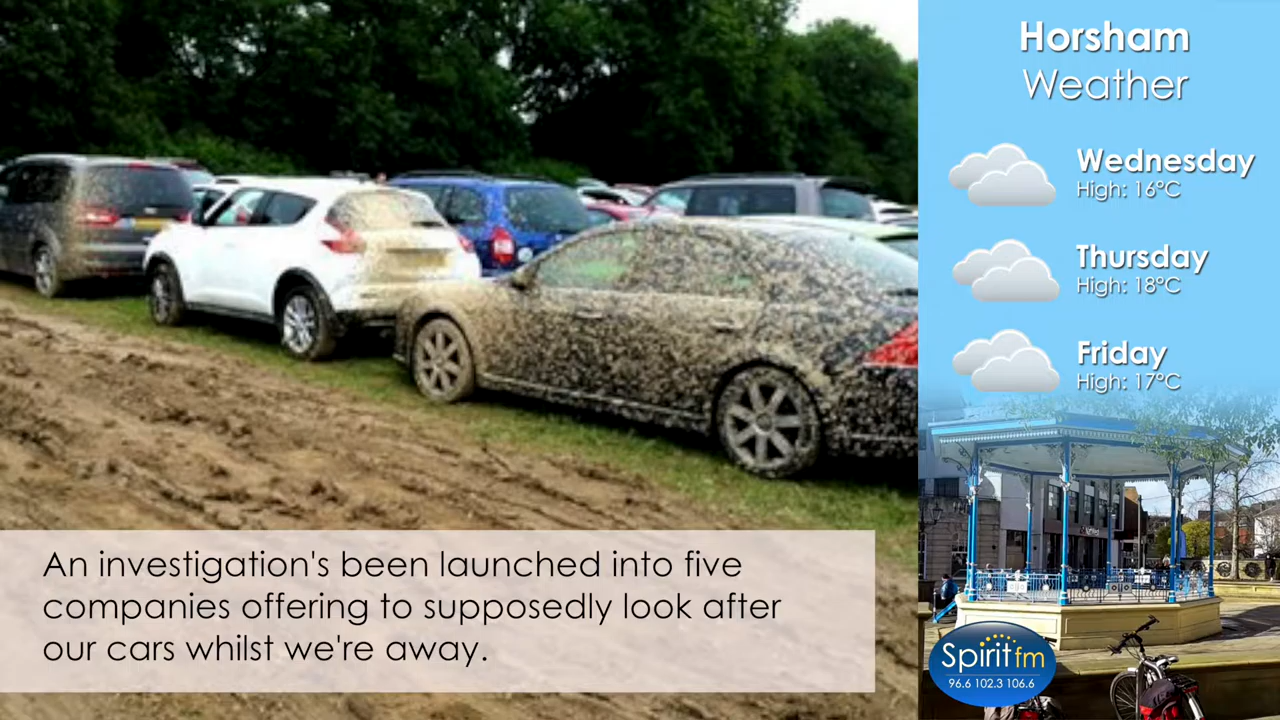 An investigation's been launched into five
companies offering to supposedly look after
our cars whilst we're away.
Horsham
Weather
Wednesday
High: 16°C
Thursday
High: 18°C
Friday
High: 17°C
Spirit fm
96.6 102.3 106.6